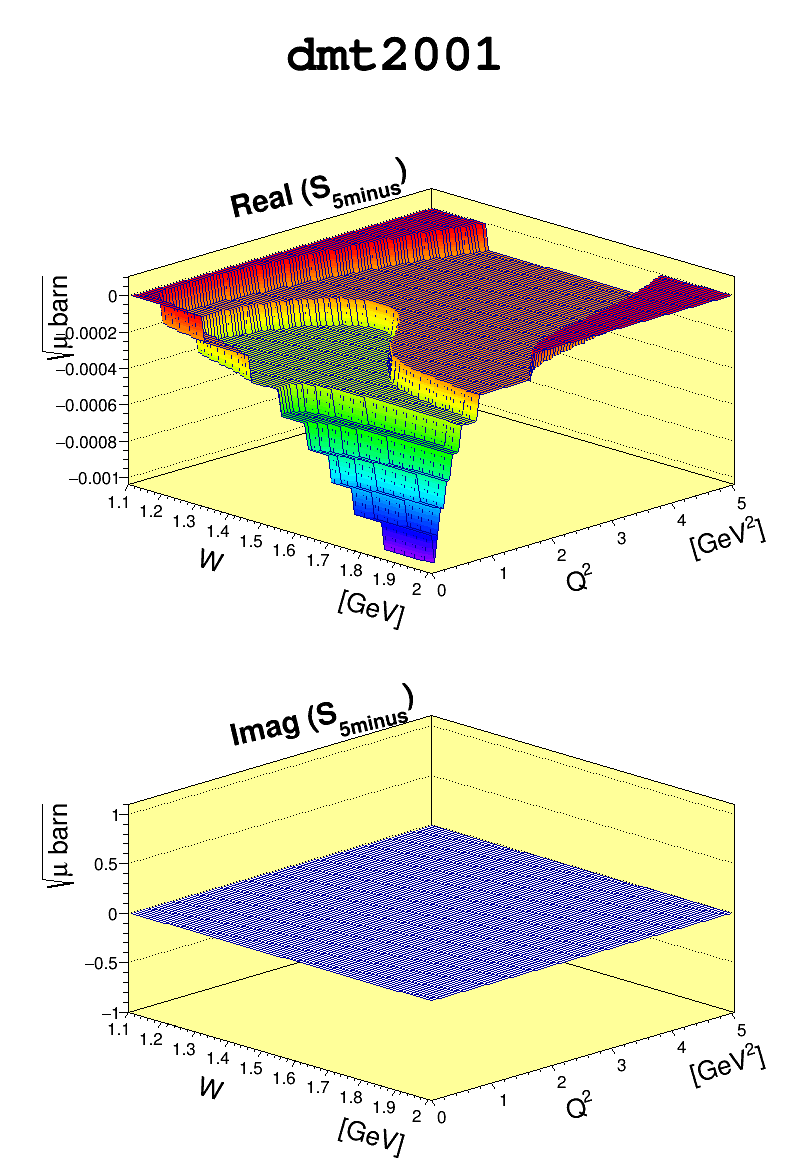 dmt2001
Real (S5minus)
√μ barn
0
−0.0002
−0.0004
−0.0006
−0.0008
−0.001
1.1 1.2 1.3 1.4 1.5 1.6 1.7 1.8 1.9 2
W
[GeV]
0 1 2 3 4 5
Q²
[GeV²]
Imag (S5minus)
√μ barn
1
0.5
0
−0.5
−1
1.1 1.2 1.3 1.4 1.5 1.6 1.7 1.8 1.9 2
W
[GeV]
0 1 2 3 4 5
Q²
[GeV²]